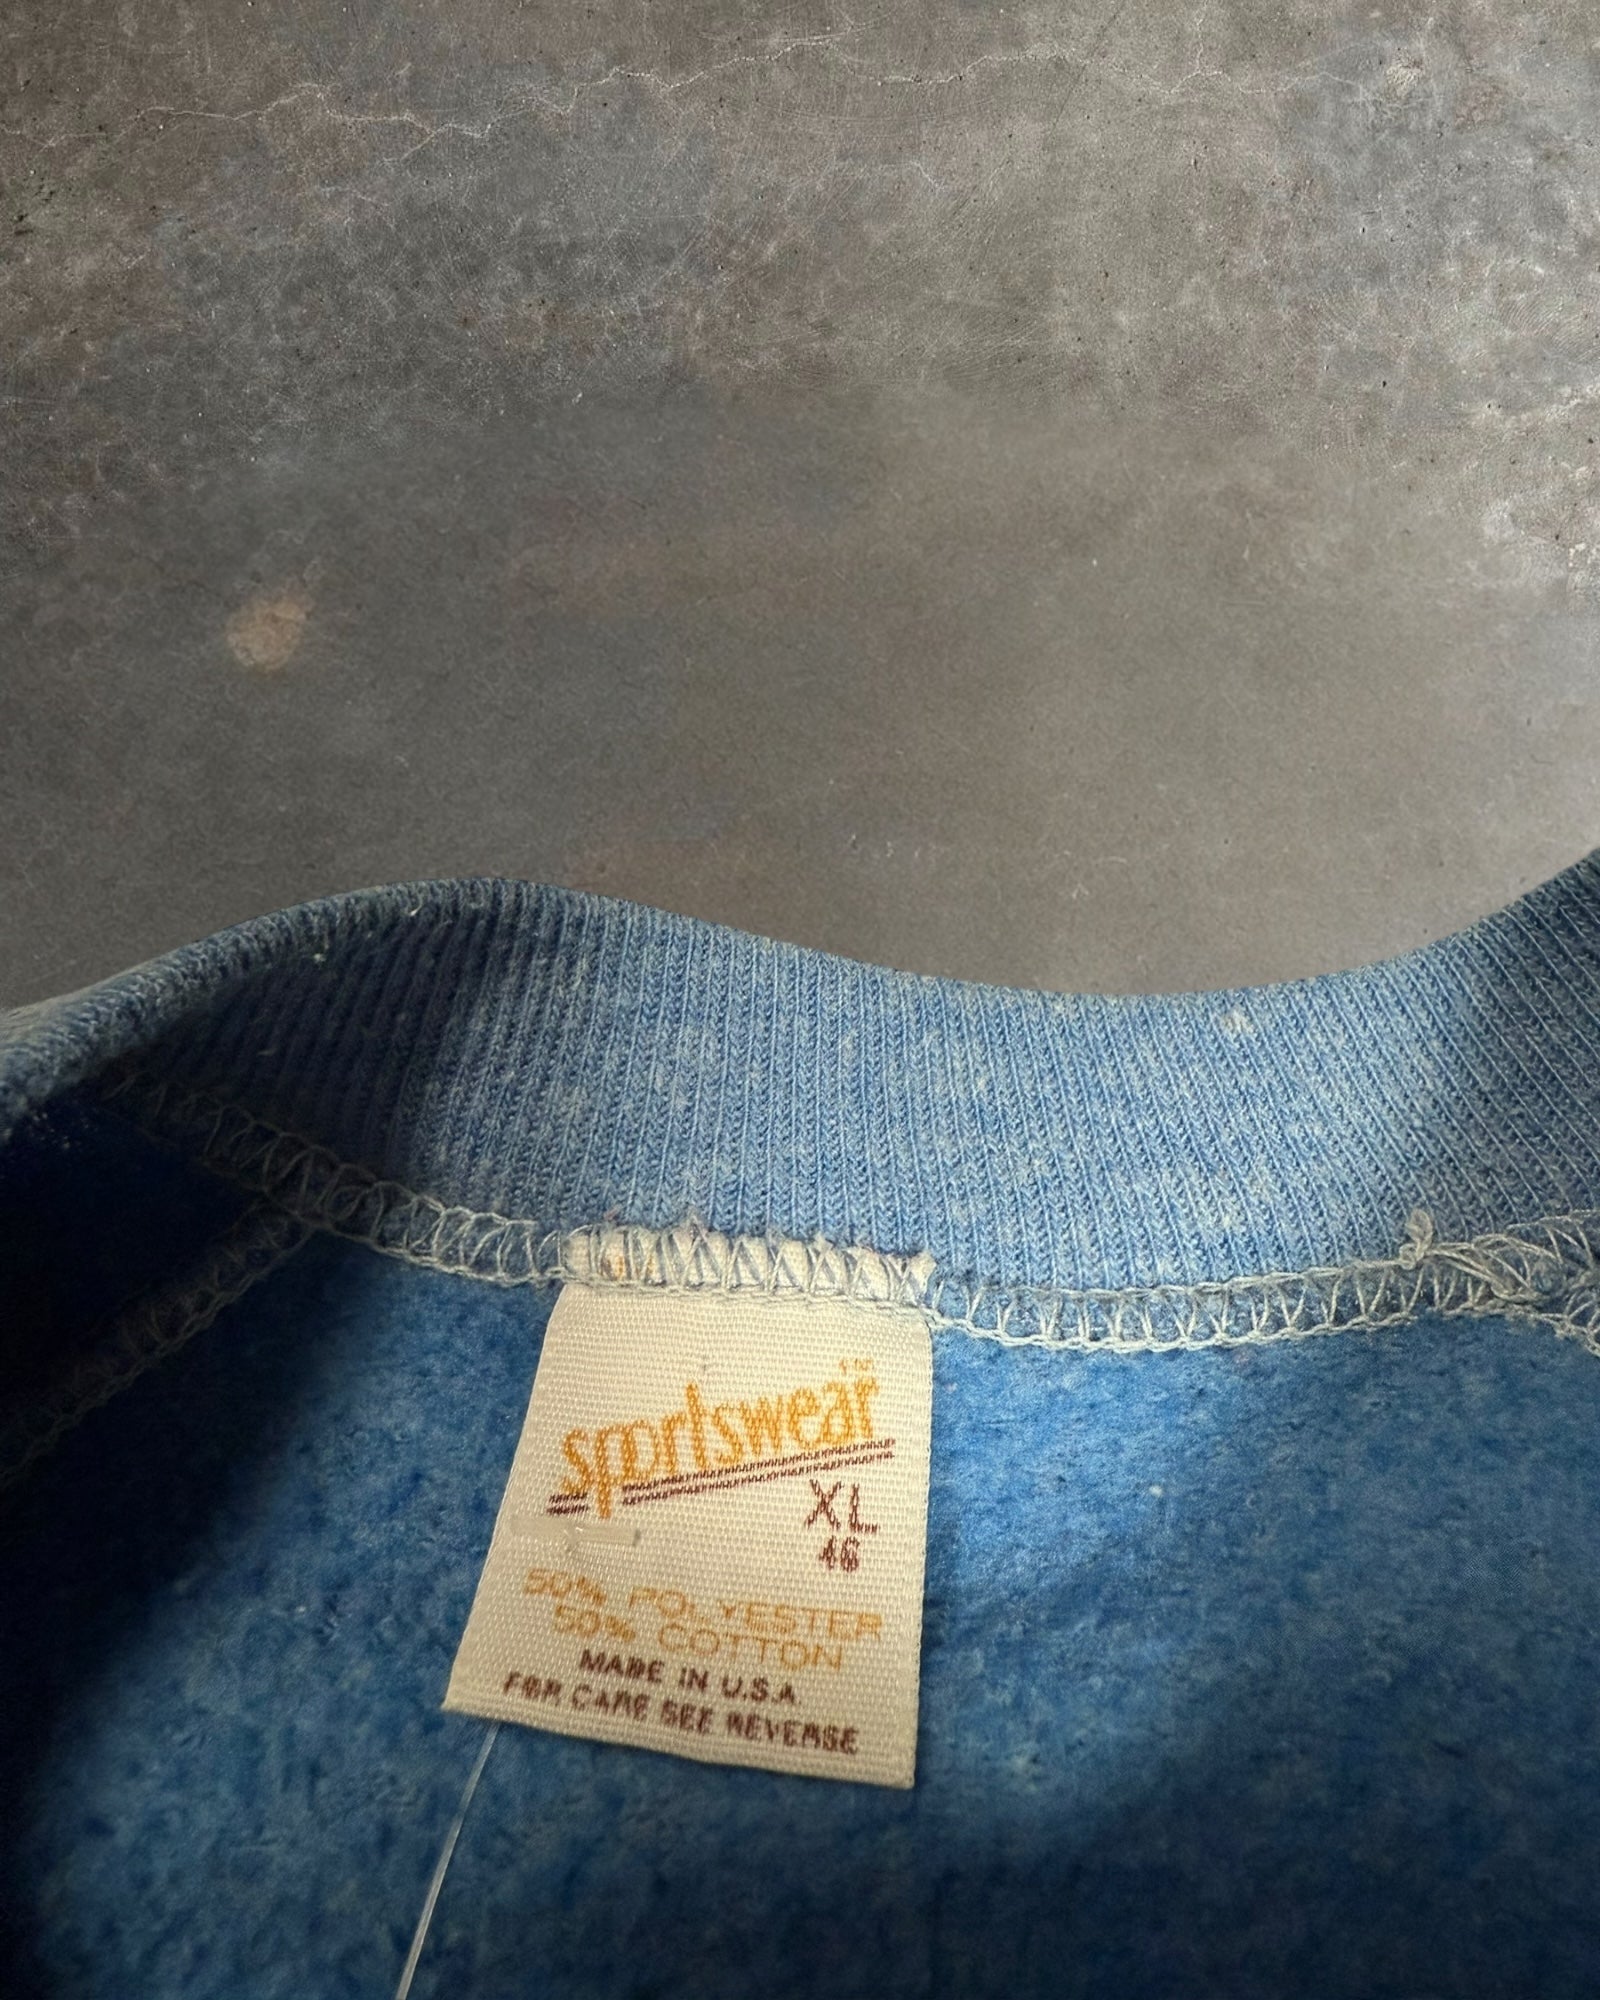 sportswear
XL
46
50% POLYESTER
50% COTTON
MADE IN U.S.A.
FOR CARE SEE REVERSE